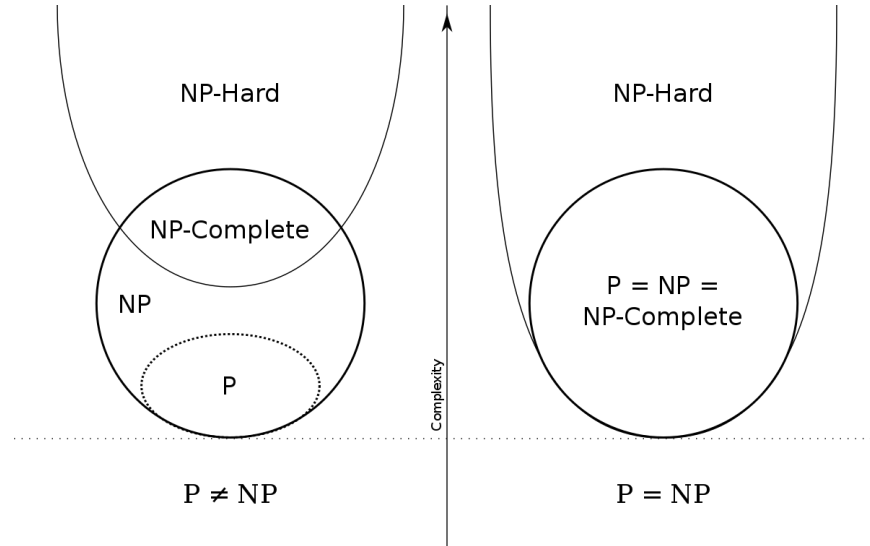 NP-Hard
NP-Complete
NP
P
P ≠ NP
Complexity
NP-Hard
P = NP =
NP-Complete
P = NP